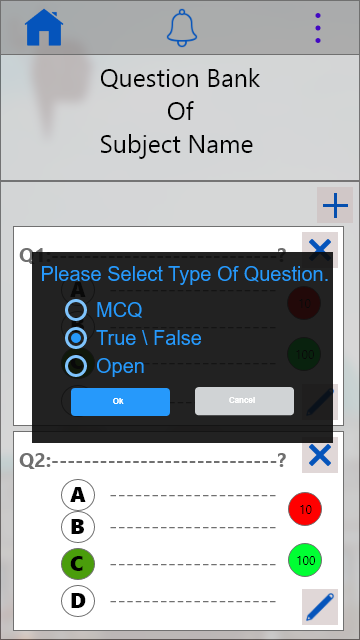 Question Bank
Of
Subject Name
Q1:---------------------------?
Please Select Type Of Question.
MCQ
True \ False
Open
Ok Cancel
100
Q2:---------------------------?
A ---------------------
B ---------------------
C ---------------------
D ---------------------
10
100